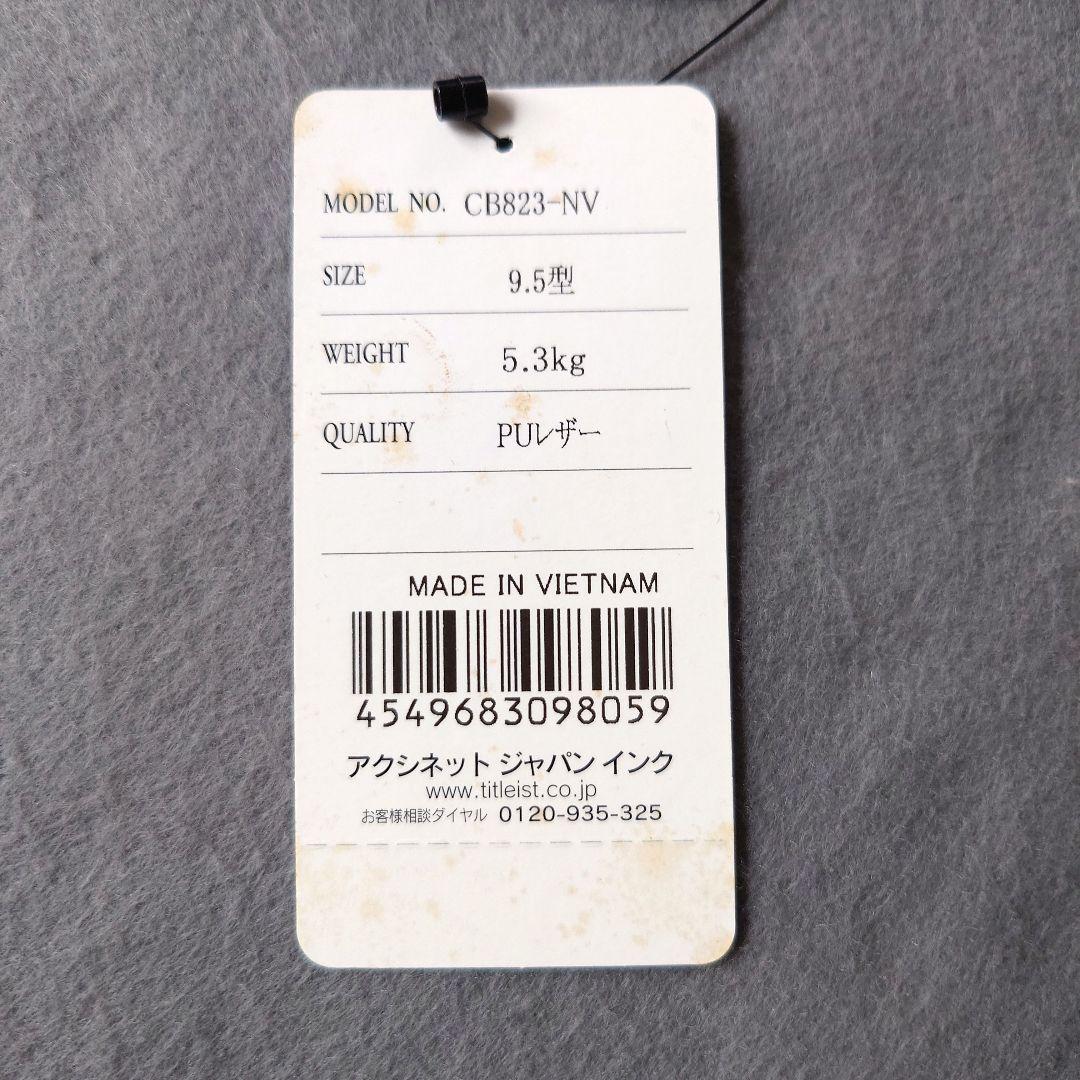 MODEL NO. CB823-NV
SIZE 9.5型
WEIGHT 5.3kg
QUALITY PUレザー
MADE IN VIETNAM
4549683098059
アクシネット ジャパン インク
www.titleist.co.jp
お客様相談ダイヤル 0120-935-325